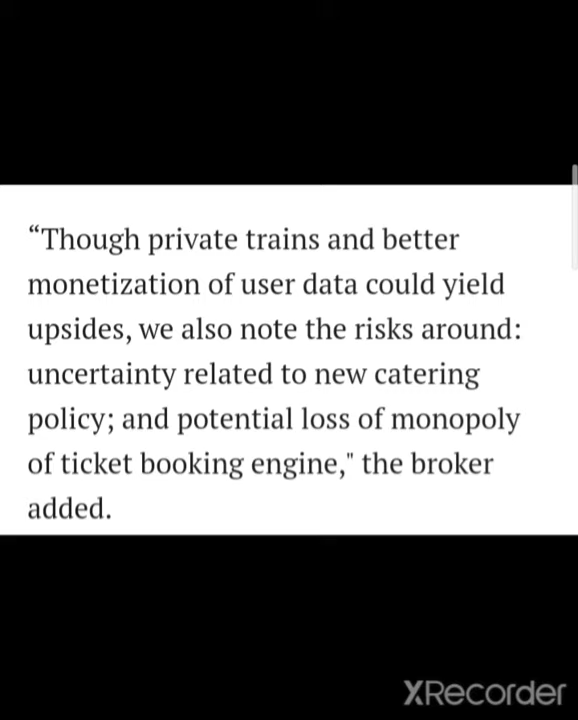 “Though private trains and better
monetization of user data could yield
upsides, we also note the risks around:
uncertainty related to new catering
policy; and potential loss of monopoly
of ticket booking engine," the broker
added.
XRecorder